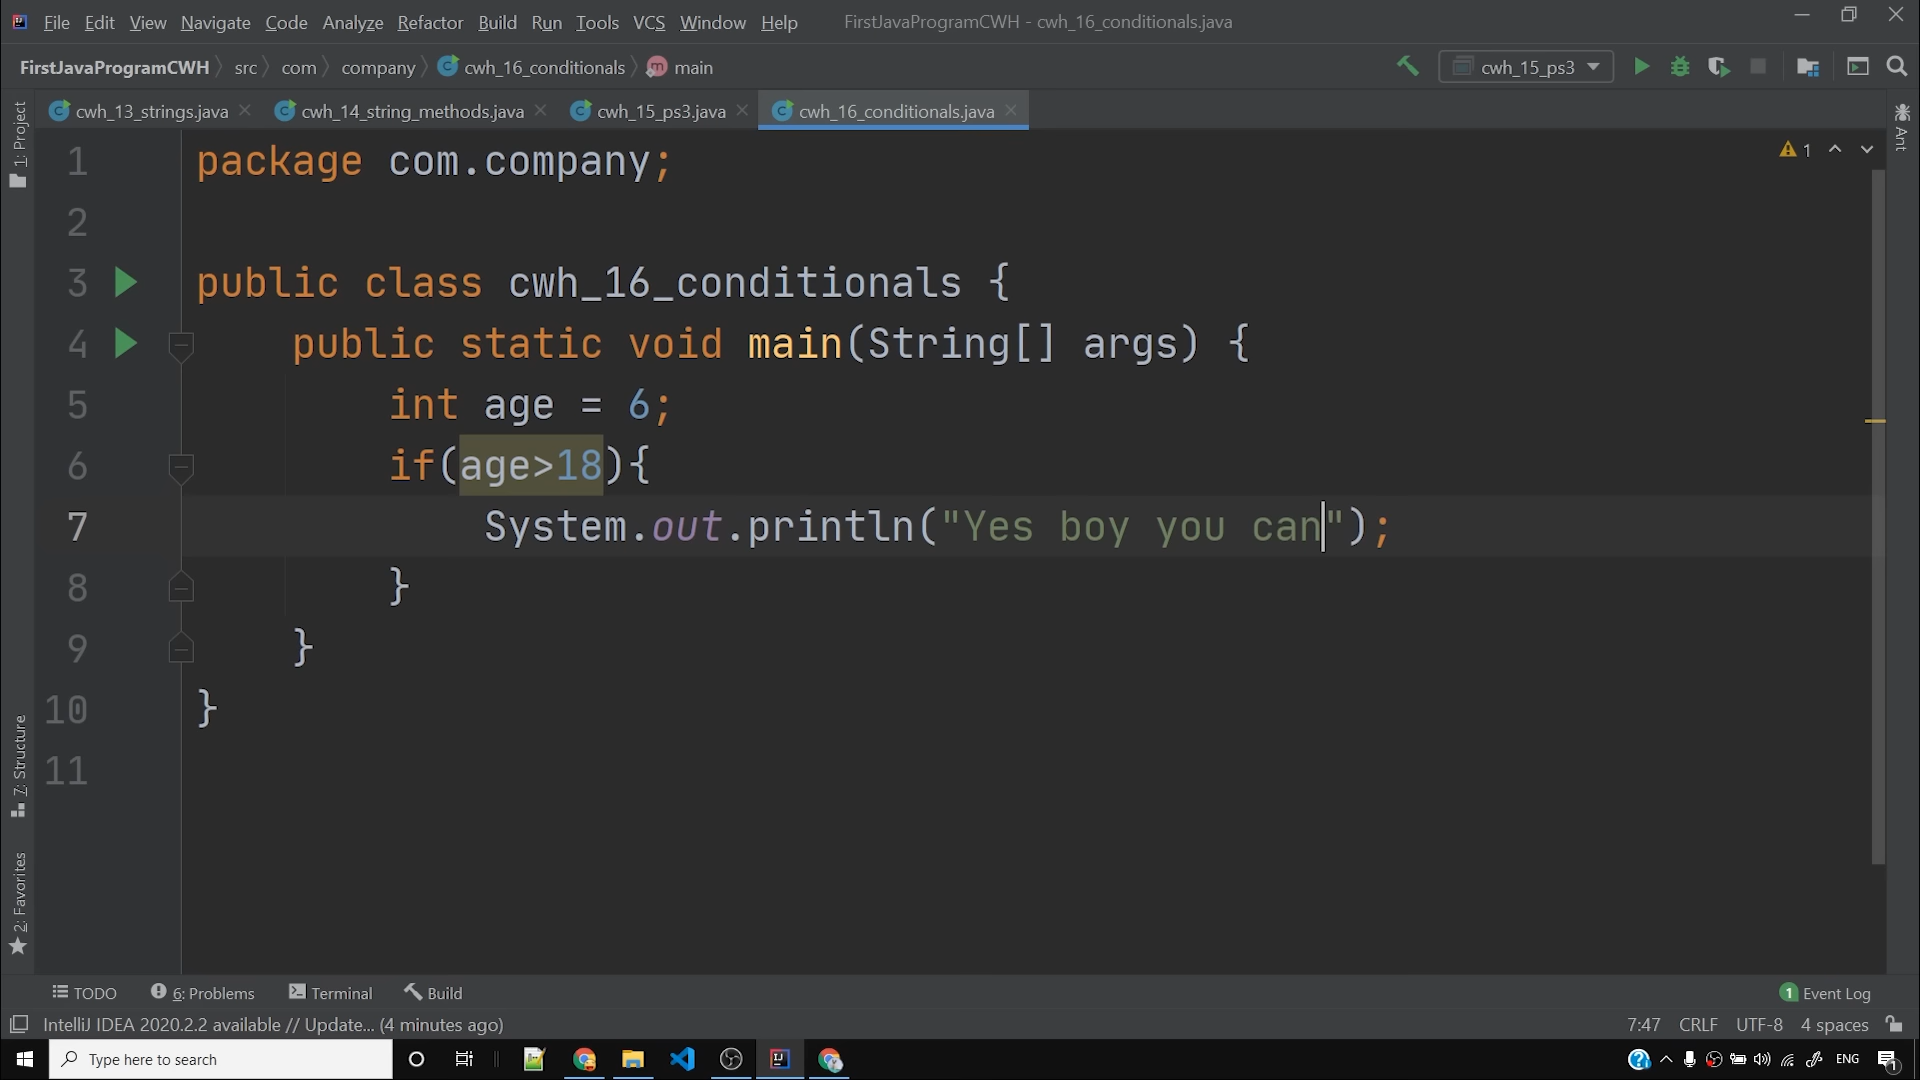 File Edit View Navigate Code Analyze Refactor Build Run Tools VCS Window Help FirstJavaProgramCWH - cwh_16_conditionals.java
FirstJavaProgramCWH src com company cwh_16_conditionals main cwh_15_ps3
cwh_13_strings.java cwh_14_string_methods.java cwh_15_ps3.java cwh_16_conditionals.java
1: Project
Ant
1
1 package com.company;
2
3 public class cwh_16_conditionals {
4 public static void main(String[] args) {
5 int age = 6;
6 if(age>18){
7 System.out.println("Yes boy you can");
8 }
9 }
10 }
11
7: Structure
2: Favorites
TODO 6: Problems Terminal Build 1 Event Log
IntelliJ IDEA 2020.2.2 available // Update... (4 minutes ago) 7:47 CRLF UTF-8 4 spaces
Type here to search ENG 1